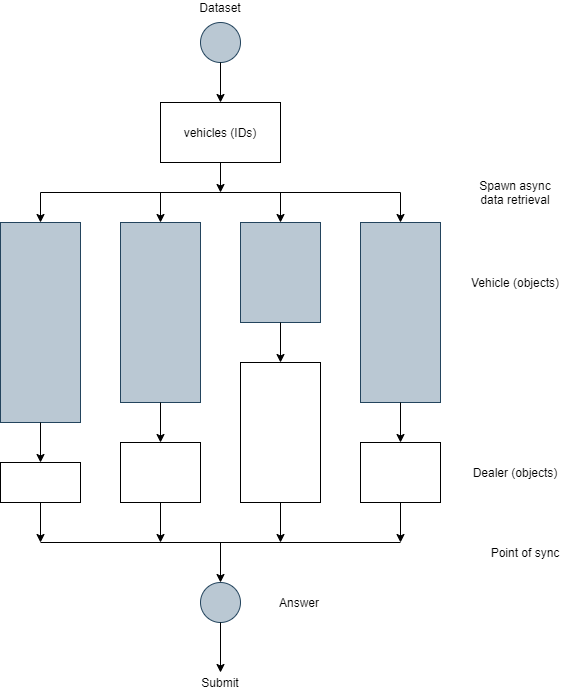 Dataset
vehicles (IDs)
Spawn async
data retrieval
Vehicle (objects)
Dealer (objects)
Point of sync
Answer
Submit